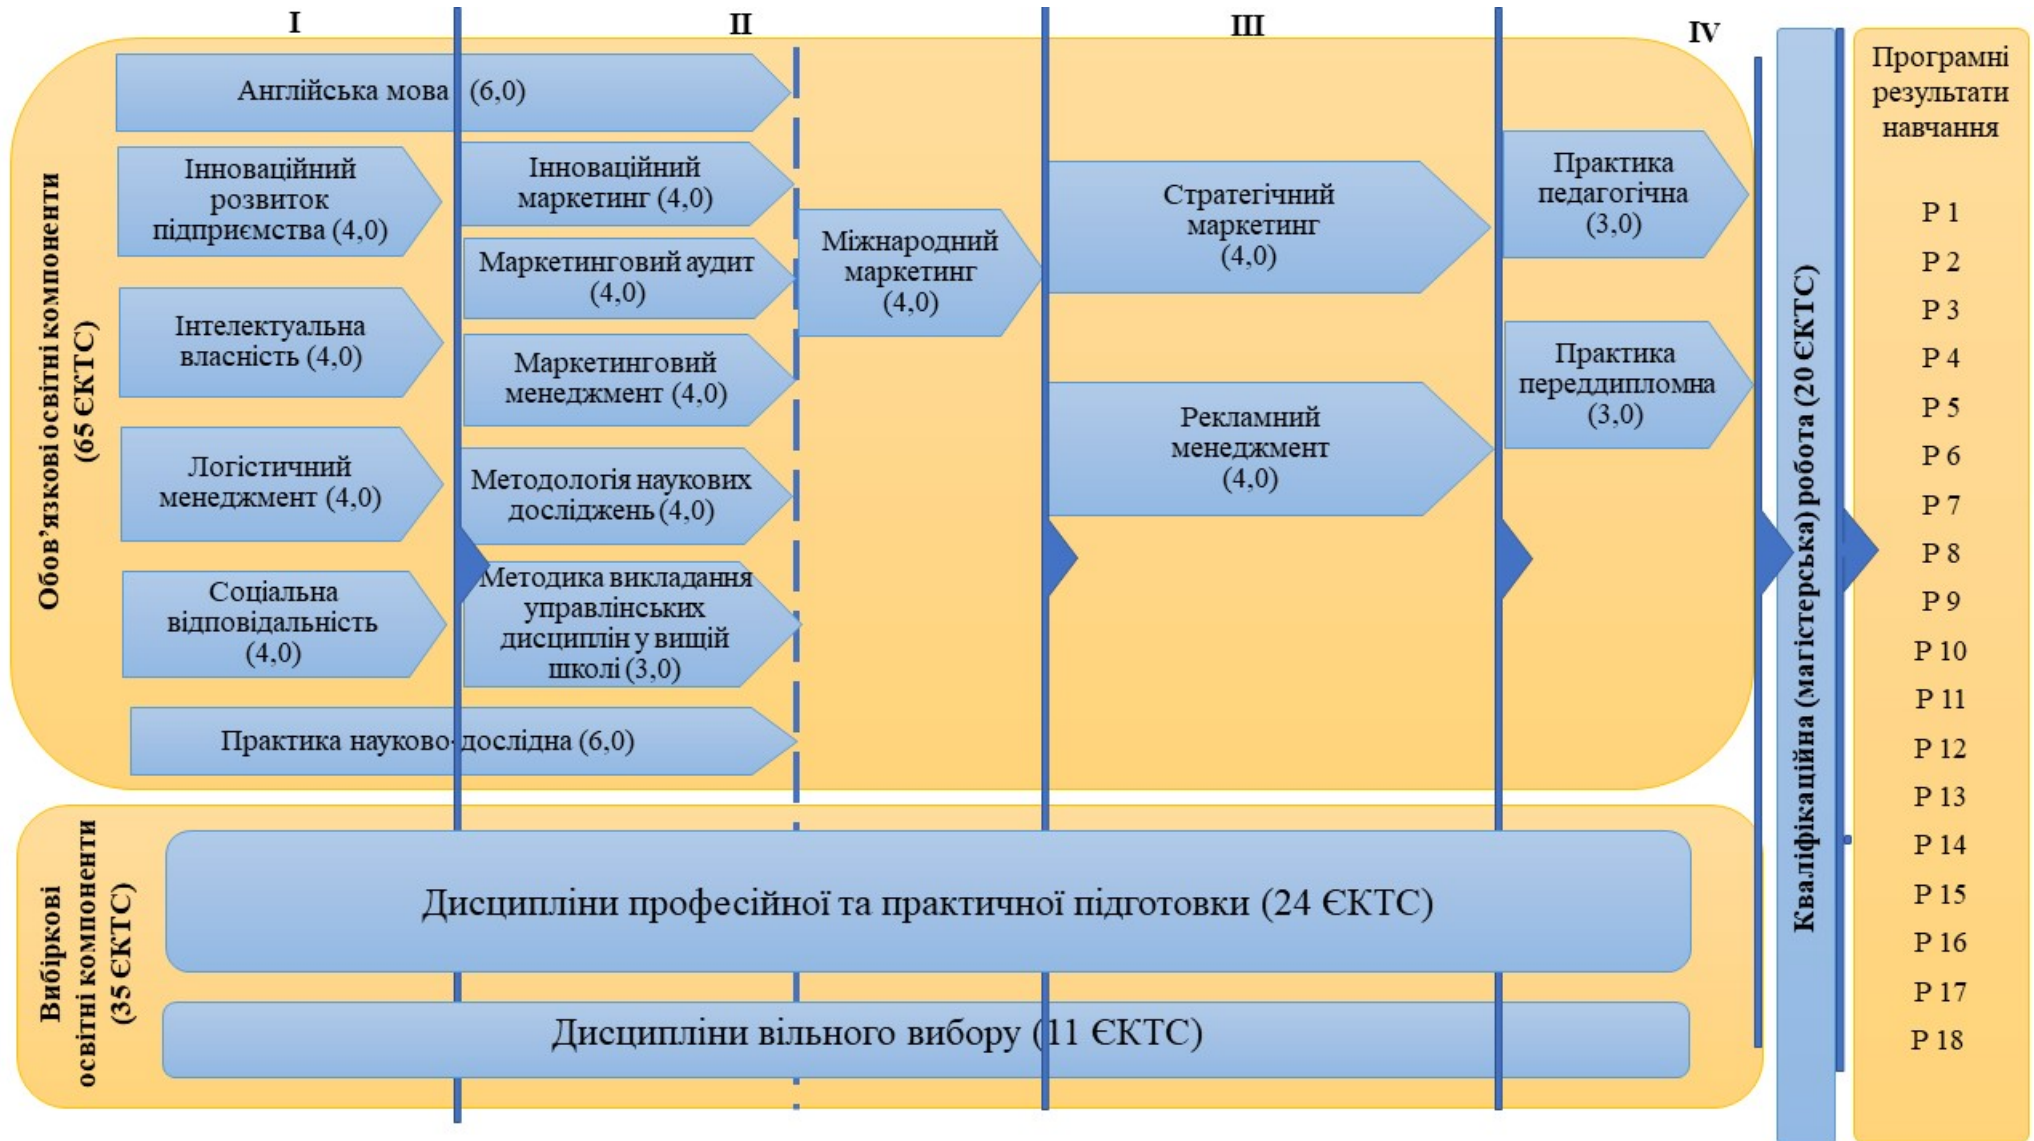 I
II
III
IV
Обов’язкові освітні компоненти
(65 ЄКТС)
Англійська мова (6,0)
Інноваційний
розвиток
підприємства (4,0)
Інтелектуальна
власність (4,0)
Логістичний
менеджмент (4,0)
Соціальна
відповідальність
(4,0)
Практика науково-дослідна (6,0)
Інноваційний
маркетинг (4,0)
Маркетинговий аудит
(4,0)
Маркетинговий
менеджмент (4,0)
Методологія наукових
досліджень (4,0)
Методика викладання
управлінських
дисциплін у вищій
школі (3,0)
Міжнародний
маркетинг
(4,0)
Стратегічний
маркетинг
(4,0)
Рекламний
менеджмент
(4,0)
Практика
педагогічна
(3,0)
Практика
переддипломна
(3,0)
Вибіркові
освітні компоненти
(35 ЄКТС)
Дисципліни професійної та практичної підготовки (24 ЄКТС)
Дисципліни вільного вибору (11 ЄКТС)
Кваліфікаційна (магістерська) робота (20 ЄКТС)
Програмні
результати
навчання
Р 1
Р 2
Р 3
Р 4
Р 5
Р 6
Р 7
Р 8
Р 9
Р 10
Р 11
Р 12
Р 13
Р 14
Р 15
Р 16
Р 17
Р 18